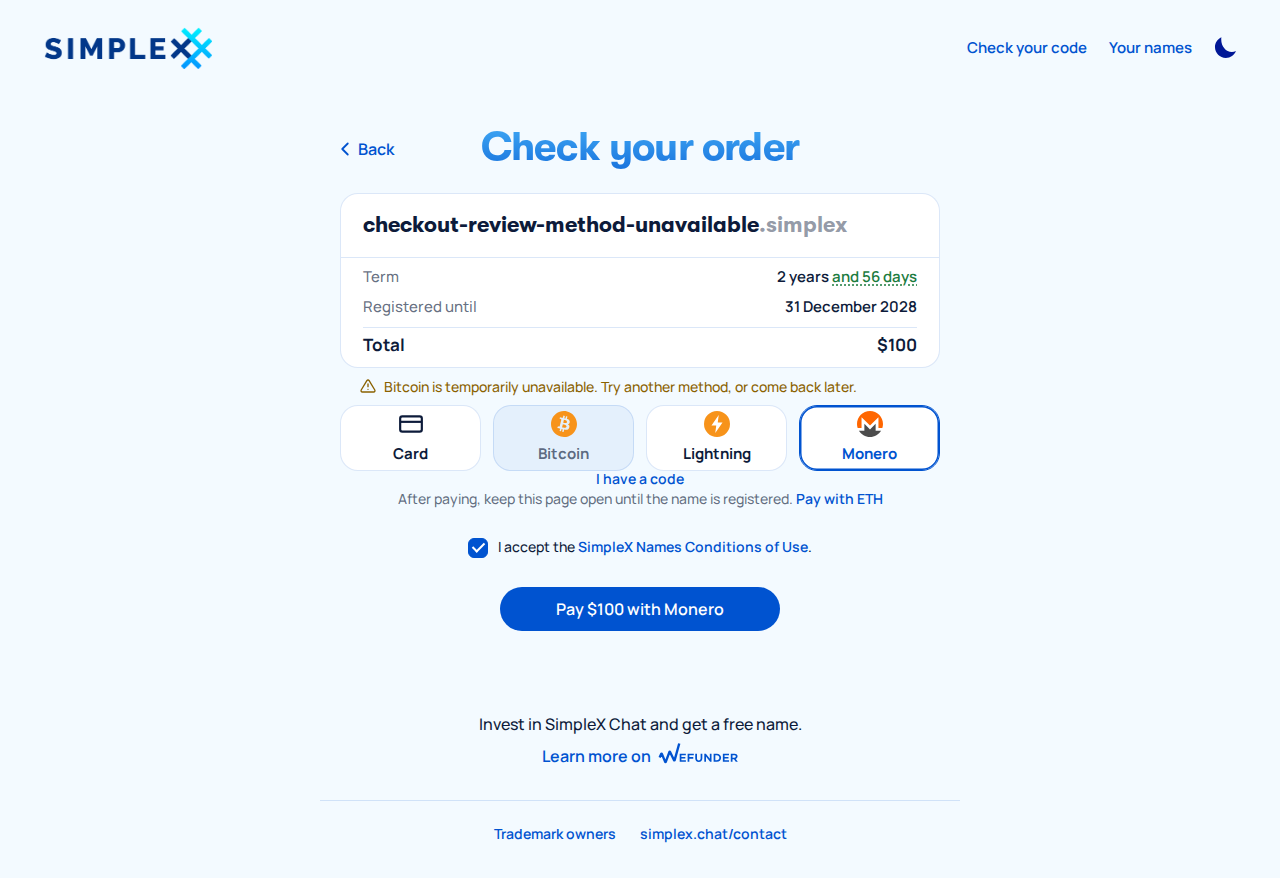 SIMPLEX
Check your code
Your names
Back
Check your order
checkout-review-method-unavailable.simplex
Term
2 years and 56 days
Registered until
31 December 2028
Total
$100
Bitcoin is temporarily unavailable. Try another method, or come back later.
Card
Bitcoin
Lightning
Monero
I have a code
After paying, keep this page open until the name is registered. Pay with ETH
I accept the SimpleX Names Conditions of Use.
Pay $100 with Monero
Invest in SimpleX Chat and get a free name.
Learn more on WEFUNDER
Trademark owners
simplex.chat/contact